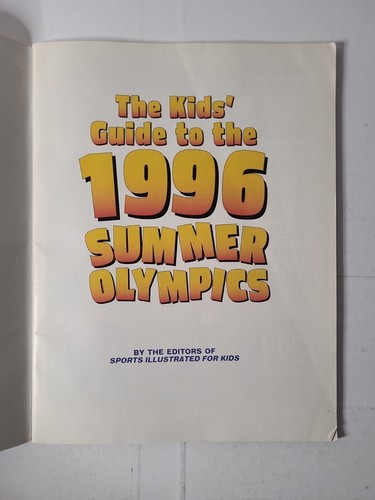 The Kids'
Guide to the
1996
SUMMER
OLYMPICS
BY THE EDITORS OF
SPORTS ILLUSTRATED FOR KIDS